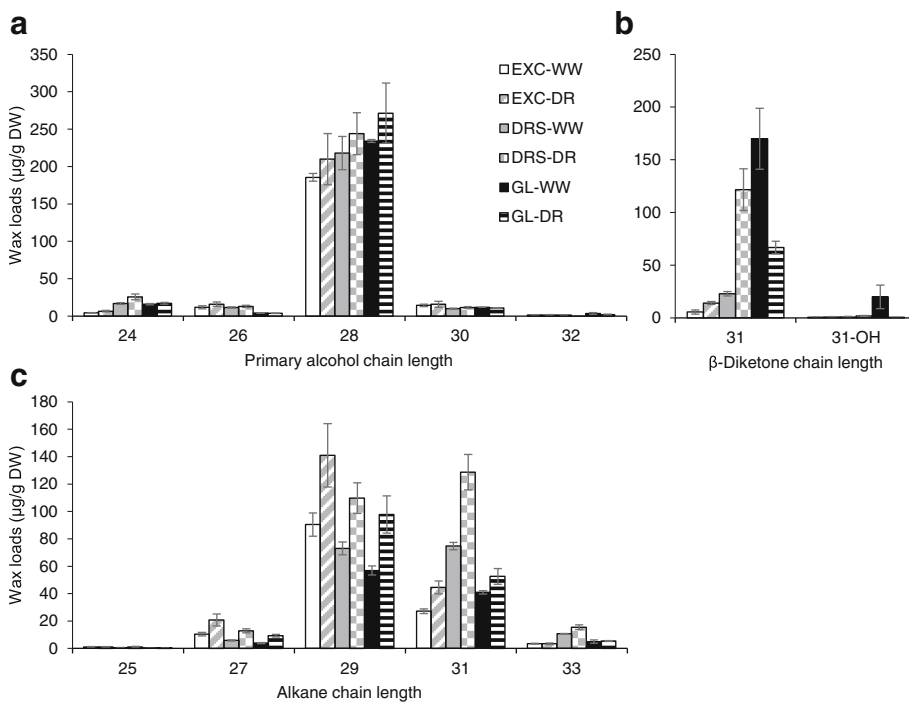 a
350
300
250
200
150
100
50
0
Wax loads (µg/g DW)
24 26 28 30 32
Primary alcohol chain length
EXC-WW
EXC-DR
DRS-WW
DRS-DR
GL-WW
GL-DR
b
250
200
150
100
50
0
31 31-OH
β-Diketone chain length
c
180
160
140
120
100
80
60
40
20
0
Wax loads (µg/g DW)
25 27 29 31 33
Alkane chain length